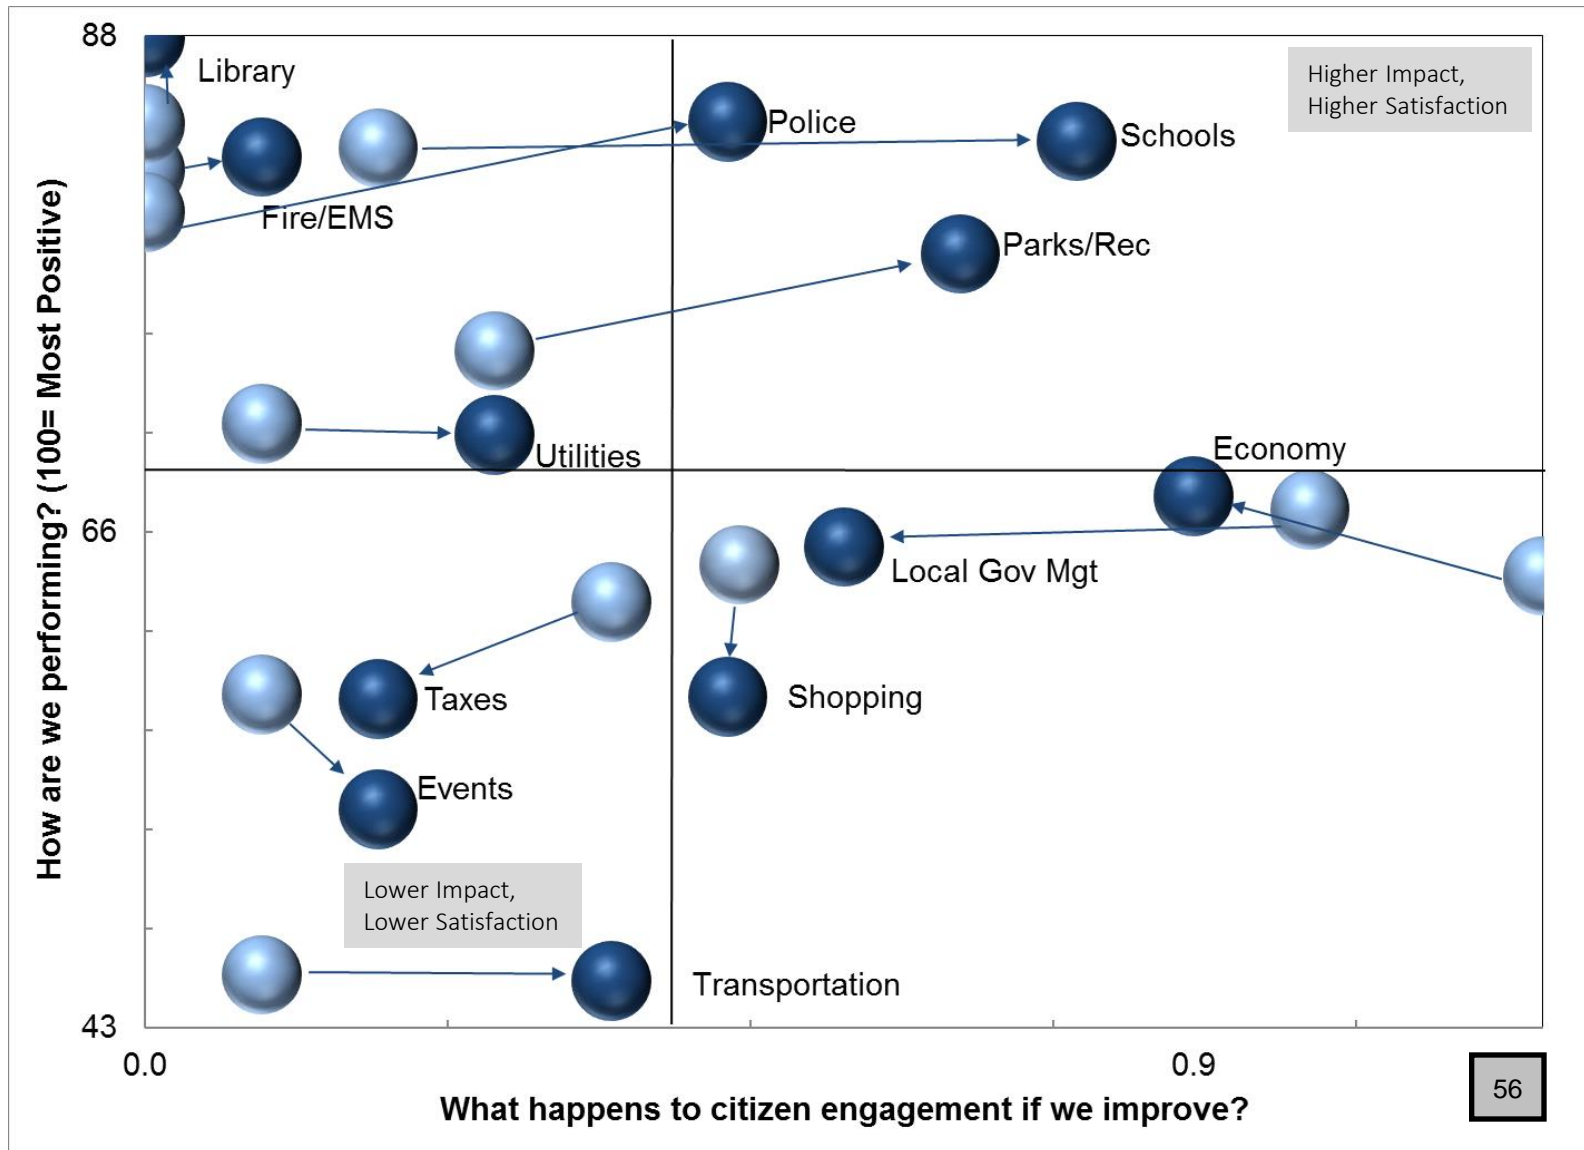 88
Library
Higher Impact,
Higher Satisfaction
Police
Schools
Fire/EMS
Parks/Rec
How are we performing? (100= Most Positive)
Utilities
Economy
66
Local Gov Mgt
Taxes
Shopping
Events
Lower Impact,
Lower Satisfaction
Transportation
43
0.0
0.9
What happens to citizen engagement if we improve?
56